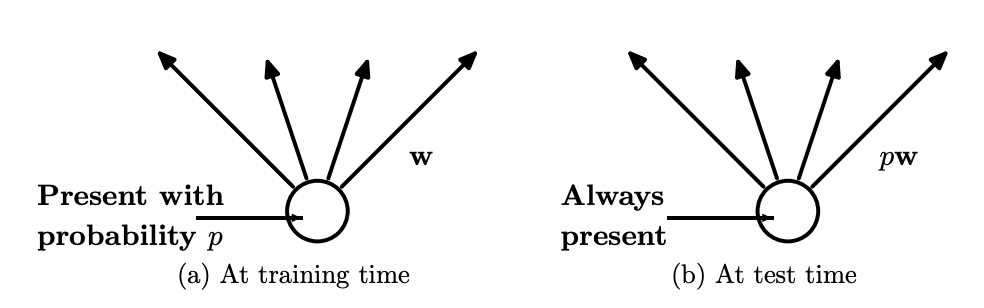 w
Present with
probability p
(a) At training time
pw
Always
present
(b) At test time